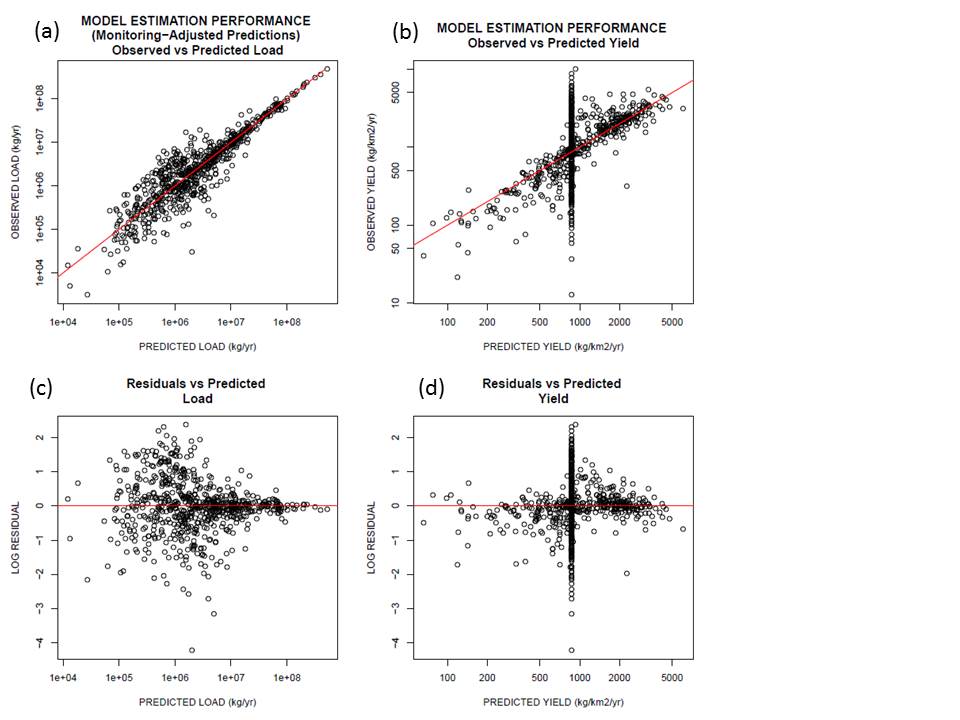 (a)
MODEL ESTIMATION PERFORMANCE
(Monitoring−Adjusted Predictions)
Observed vs Predicted Load
OBSERVED LOAD (kg/yr)
1e+08
1e+07
1e+06
1e+05
1e+04
1e+04 1e+05 1e+06 1e+07 1e+08
PREDICTED LOAD (kg/yr)
(b)
MODEL ESTIMATION PERFORMANCE
Observed vs Predicted Yield
OBSERVED YIELD (kg/km2/yr)
5000
500
100
50
10
100 200 500 1000 2000 5000
PREDICTED YIELD (kg/km2/yr)
(c)
Residuals vs Predicted
Load
LOG RESIDUAL
2
1
0
−1
−2
−3
−4
1e+04 1e+05 1e+06 1e+07 1e+08
PREDICTED LOAD (kg/yr)
(d)
Residuals vs Predicted
Yield
LOG RESIDUAL
2
1
0
−1
−2
−3
−4
100 200 500 1000 2000 5000
PREDICTED YIELD (kg/km2/yr)